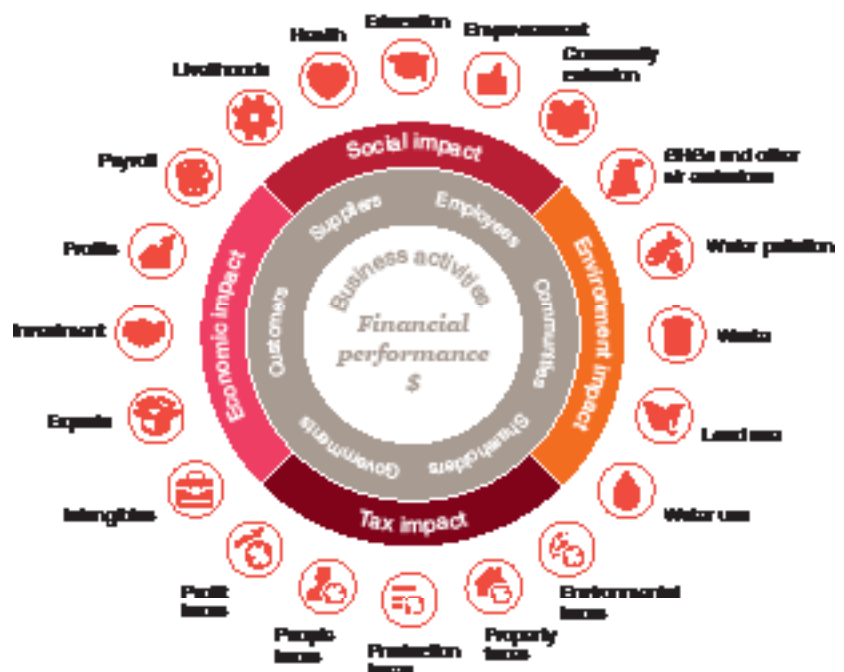 Education
Health
Empowerment
Livelihoods
Community
cohesion
Payroll
GHGs and other
air emissions
Profits
Water pollution
Investment
Waste
Exports
Land use
Intangibles
Water use
Profit
taxes
Environmental
taxes
People
taxes
Property
taxes
Production
taxes
Social impact
Environment impact
Tax impact
Economic impact
Suppliers
Employees
Communities
Shareholders
Governments
Customers
Business activities
Financial
performance
$